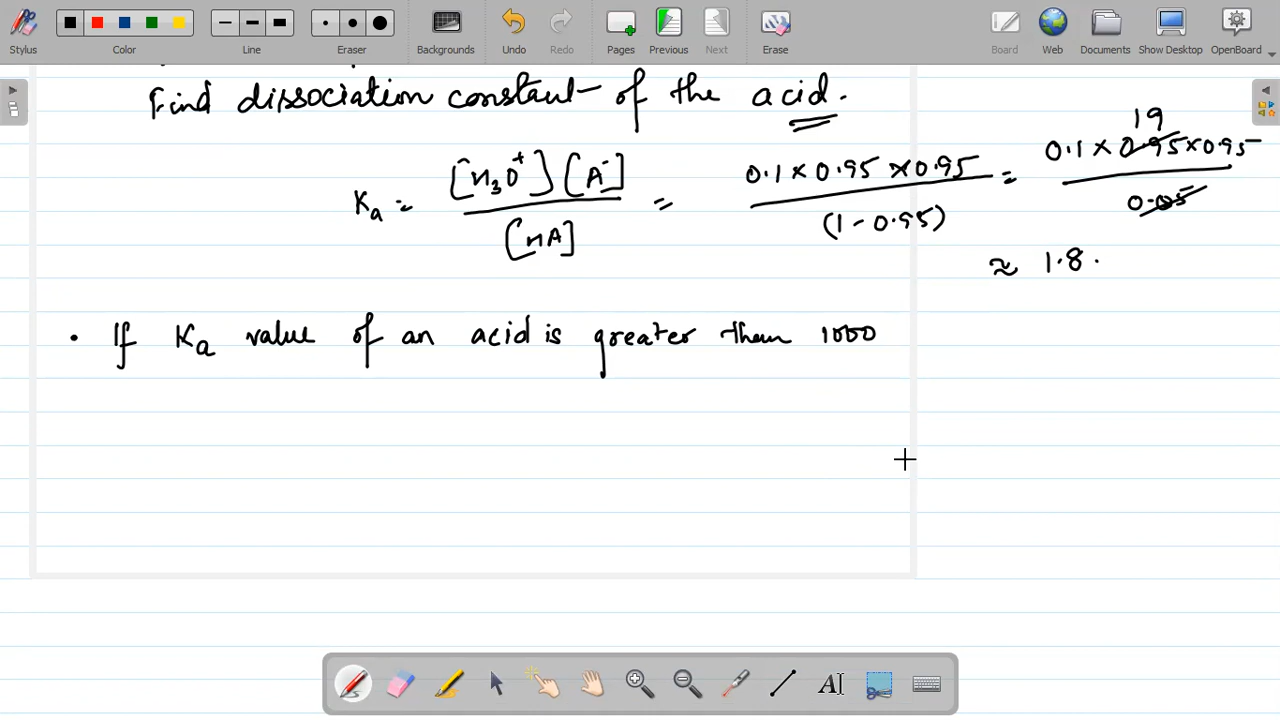 Stylus Color Line Eraser Backgrounds Undo Redo Pages Previous Next Erase Board Web Documents Show Desktop OpenBoard
Find dissociation constant of the acid.
Ka = [H3O+][A-] / [HA] = 0.1 × 0.95 × 0.95 / (1 - 0.95) = 0.1 × 0.95 × 0.95 / 0.05
19
≈ 1.8.
• If Ka value of an acid is greater than 1000
AI